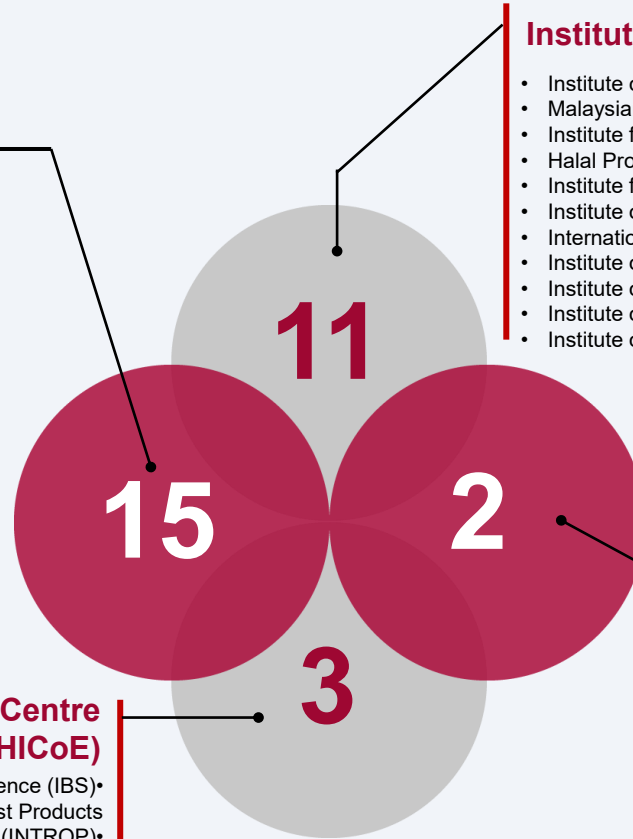 Institut
• Institute
• Malaysia
• Institute f
• Halal Pro
• Institute f
• Institute
• Internatio
• Institute
• Institute
• Institute
• Institute
11
15
2
3
Centre
HICoE)
ence (IBS)•
st Products
(INTROP)•